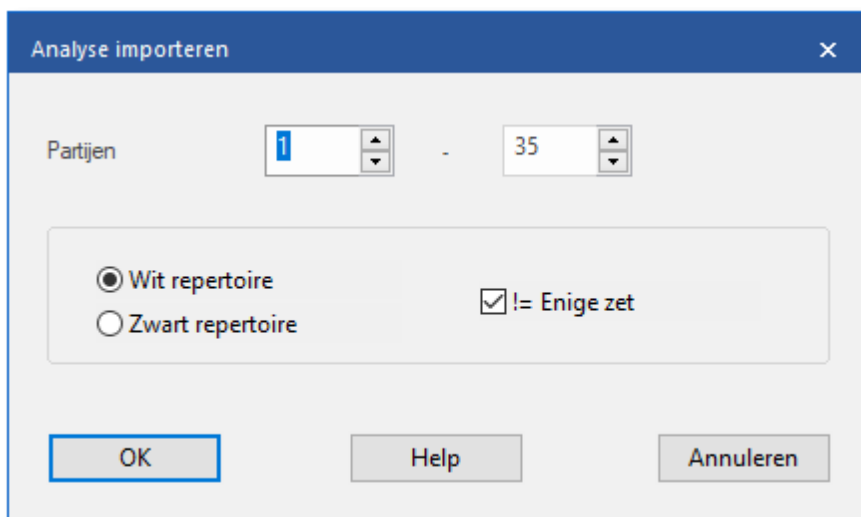 Analyse importeren
Partijen 1 - 35
Wit repertoire
!= Enige zet
Zwart repertoire
OK Help Annuleren